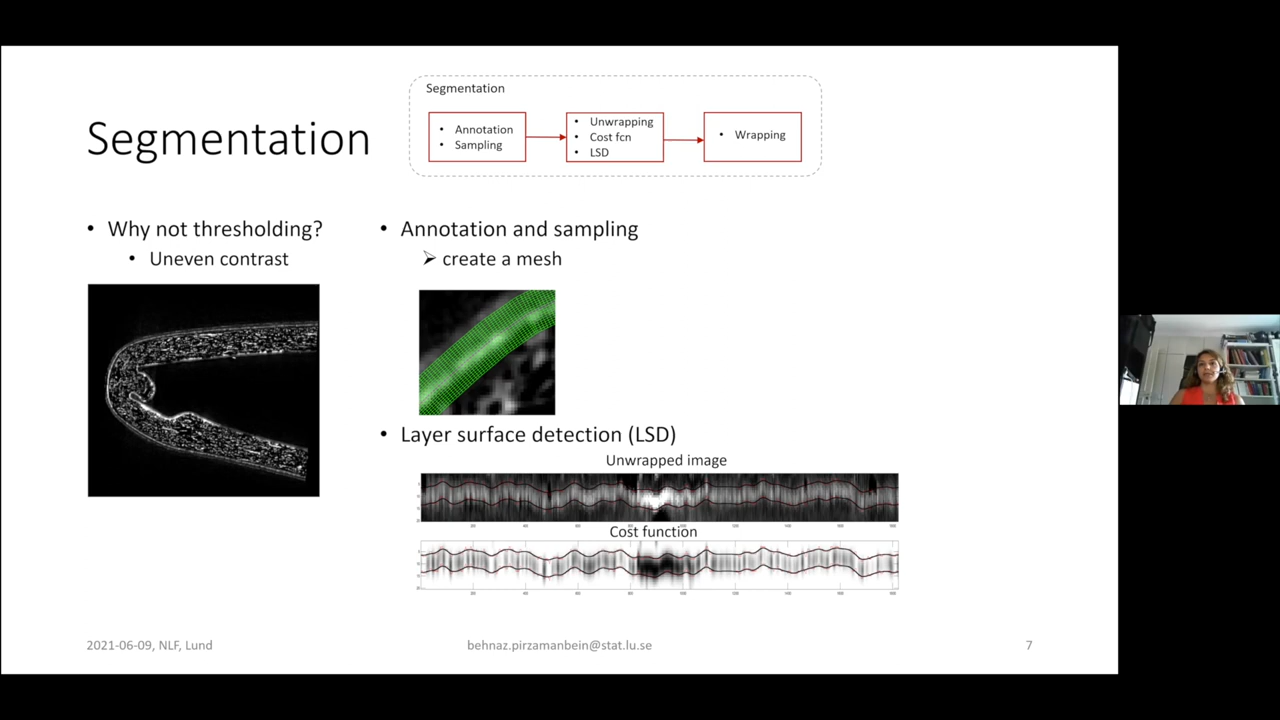 Segmentation
Segmentation
• Annotation
• Sampling
• Unwrapping
• Cost fcn
• LSD
• Wrapping
• Why not thresholding?
• Uneven contrast
• Annotation and sampling
➢ create a mesh
• Layer surface detection (LSD)
Unwrapped image
Cost function
2021-06-09, NLF, Lund
behnaz.pirzamanbein@stat.lu.se
7